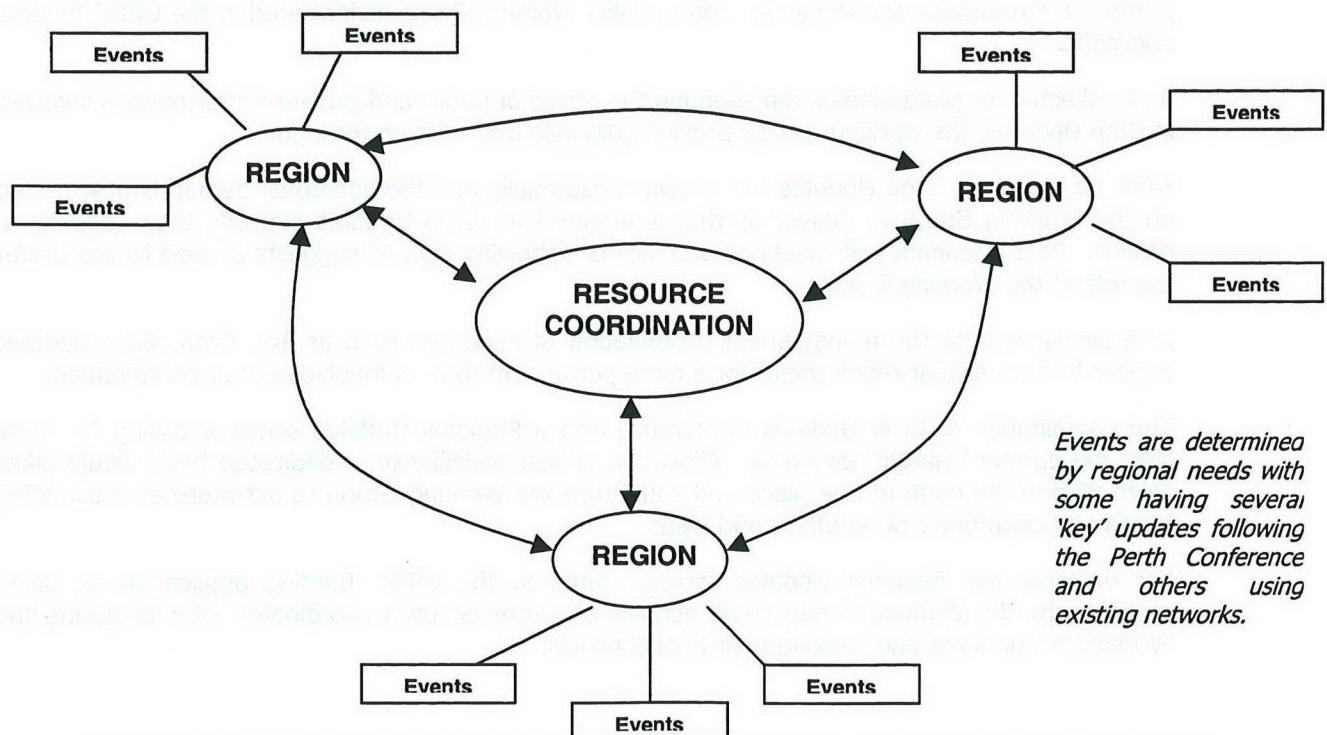 Events
Events
Events
Events
Events
REGION
REGION
Events
Events
RESOURCE
COORDINATION
REGION
Events are determined
by regional needs with
some having several
'key' updates following
the Perth Conference
and others using
existing networks.
Events
Events
Events